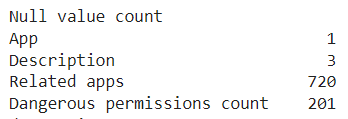 Null value count
App 1
Description 3
Related apps 720
Dangerous permissions count 201